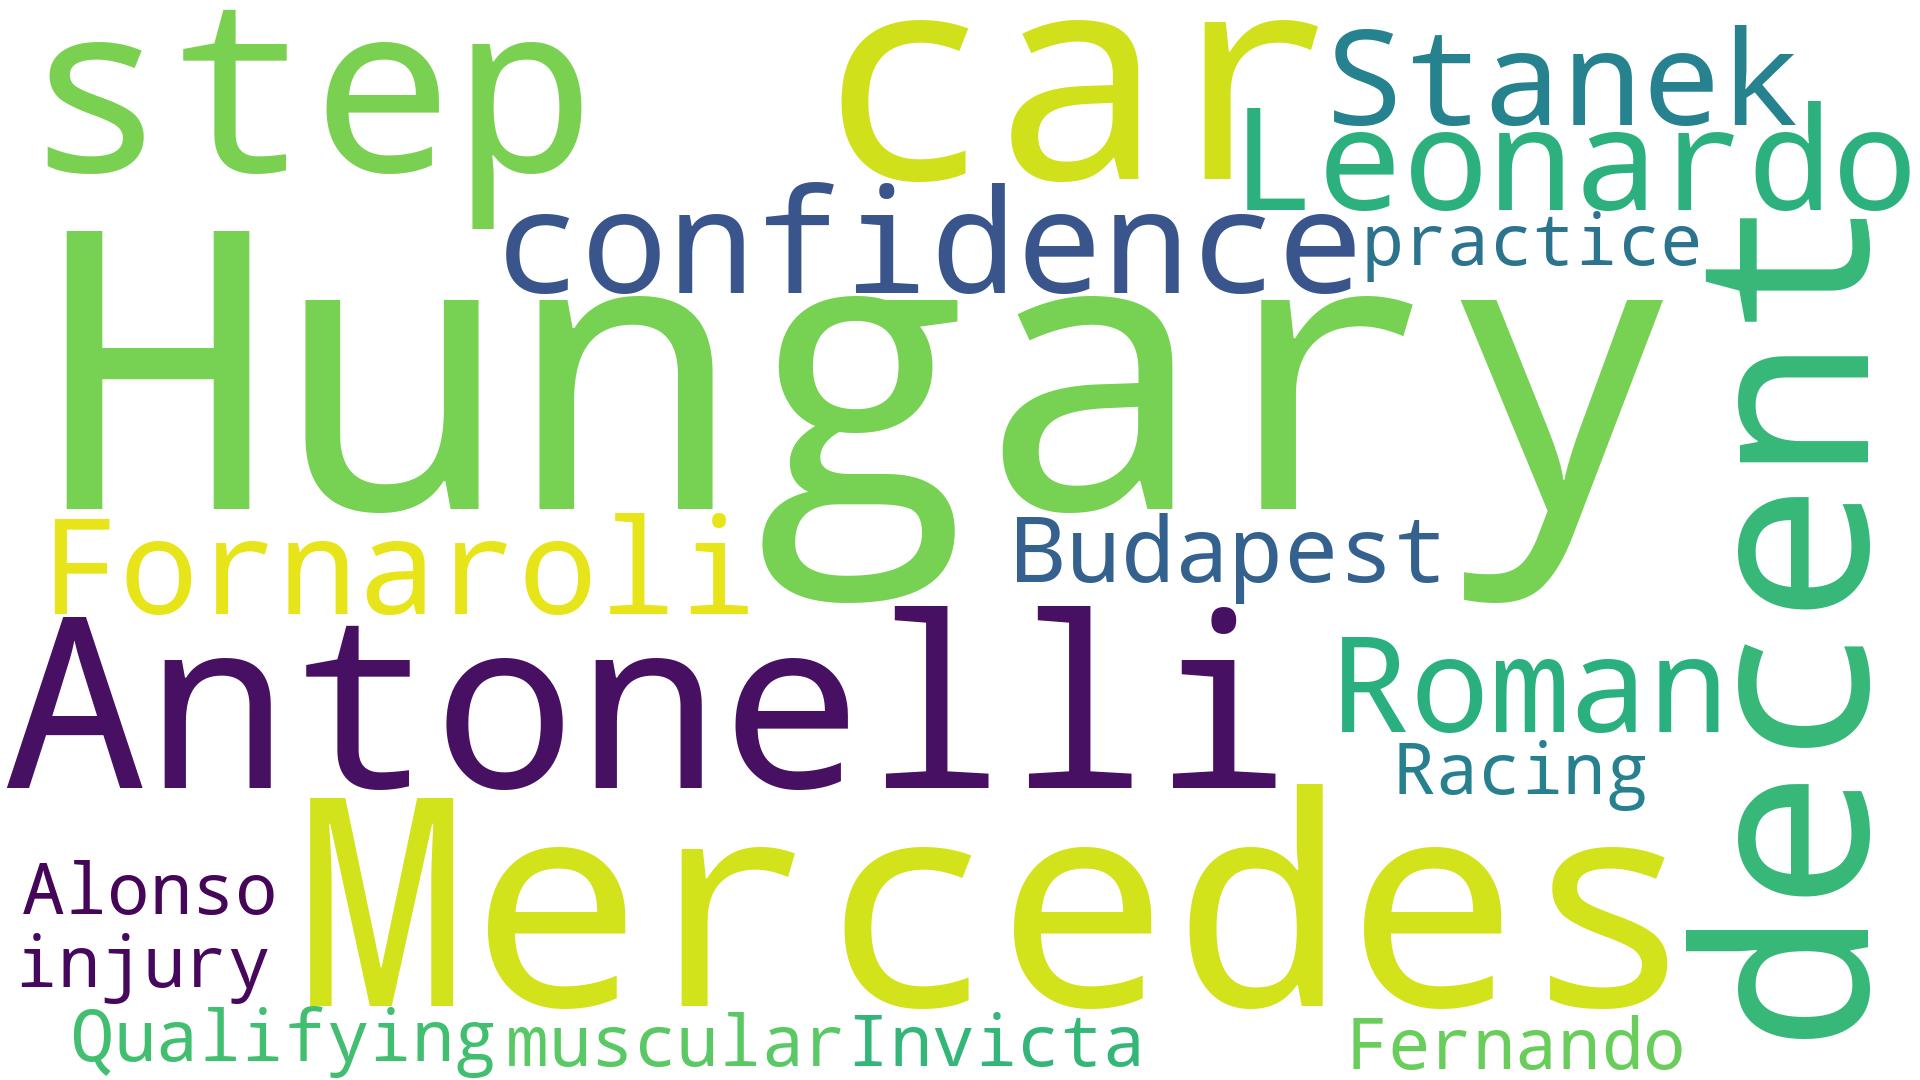 step
car
Stanek
Leonardo
confidence
practice
Hungary
decent
Fornaroli
Budapest
Antonelli
Roman
Racing
Mercedes
Alonso
injury
Qualifying
muscular
Invicta
Fernando